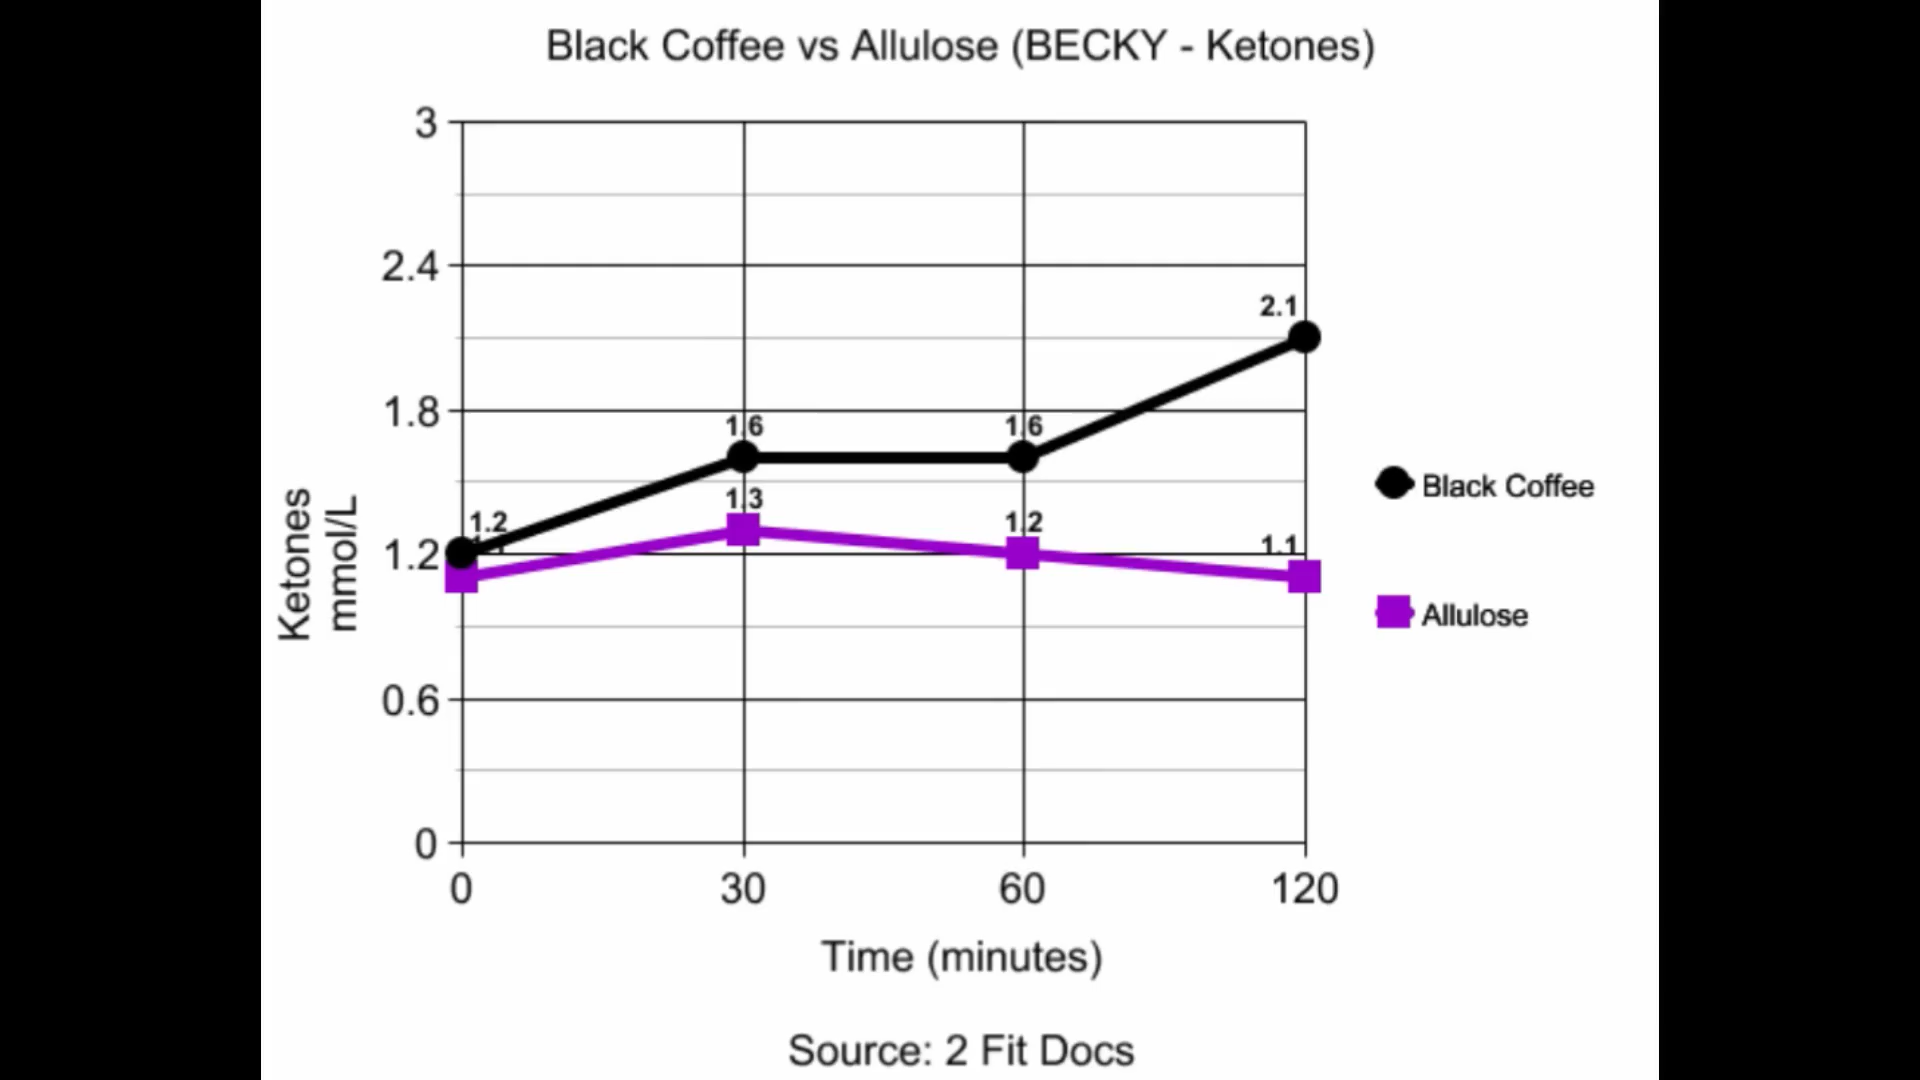 Black Coffee vs Allulose (BECKY - Ketones)
3
2.4
2.1
1.8
1.6
1.6
1.3
1.2
1.2
1.1
1.2
0.6
0
Ketones
mmol/L
Black Coffee
Allulose
0
30
60
120
Time (minutes)
Source: 2 Fit Docs